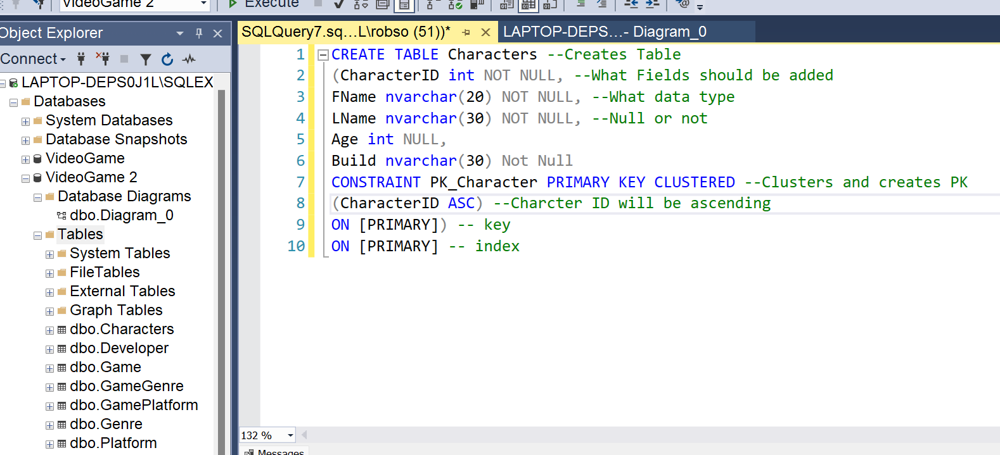 VideoGame 2
Execute
Object Explorer
Connect
LAPTOP-DEPS0J1L\SQLEX
Databases
System Databases
Database Snapshots
VideoGame
VideoGame 2
Database Diagrams
dbo.Diagram_0
Tables
System Tables
FileTables
External Tables
Graph Tables
dbo.Characters
dbo.Developer
dbo.Game
dbo.GameGenre
dbo.GamePlatform
dbo.Genre
dbo.Platform
SQLQuery7.sq...L\robso (51))*
LAPTOP-DEPS...- Diagram_0
1 CREATE TABLE Characters --Creates Table
2 (CharacterID int NOT NULL, --What Fields should be added
3 FName nvarchar(20) NOT NULL, --What data type
4 LName nvarchar(30) NOT NULL, --Null or not
5 Age int NULL,
6 Build nvarchar(30) Not Null
7 CONSTRAINT PK_Character PRIMARY KEY CLUSTERED --Clusters and creates PK
8 (CharacterID ASC) --Charcter ID will be ascending
9 ON [PRIMARY]) -- key
10 ON [PRIMARY] -- index
132 %
Messages